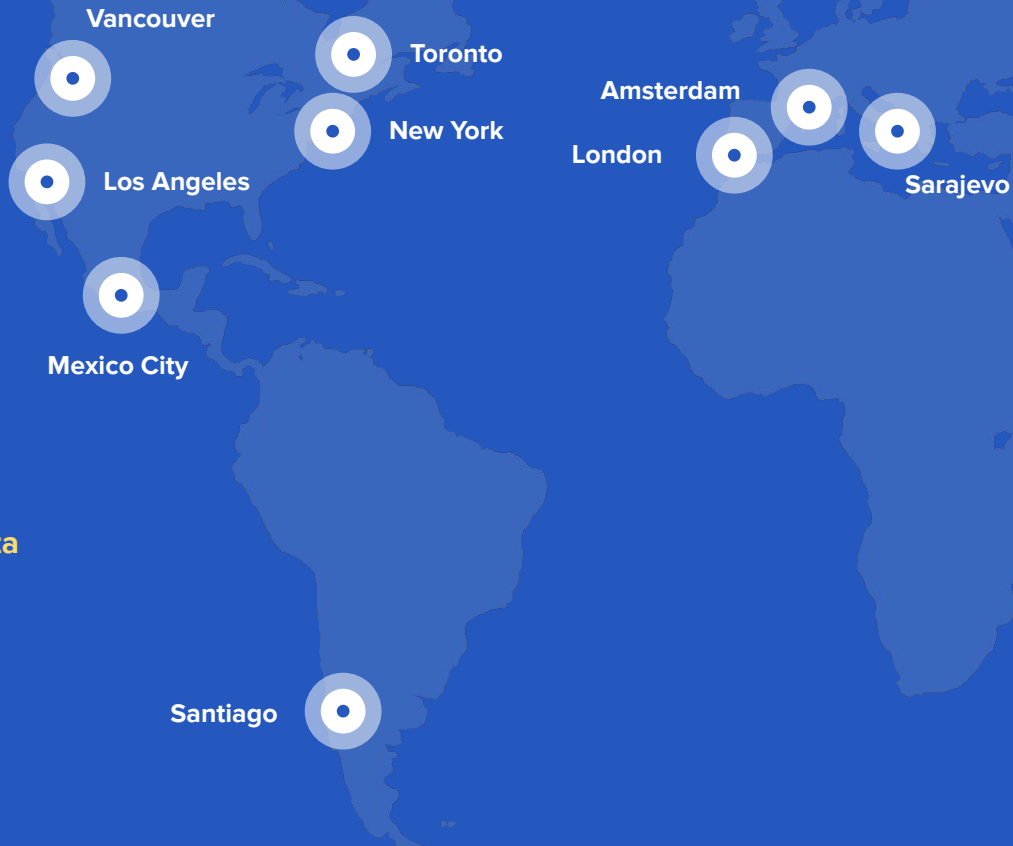 Vancouver
Toronto
Amsterdam
New York
London
Los Angeles
Sarajevo
Mexico City
Santiago